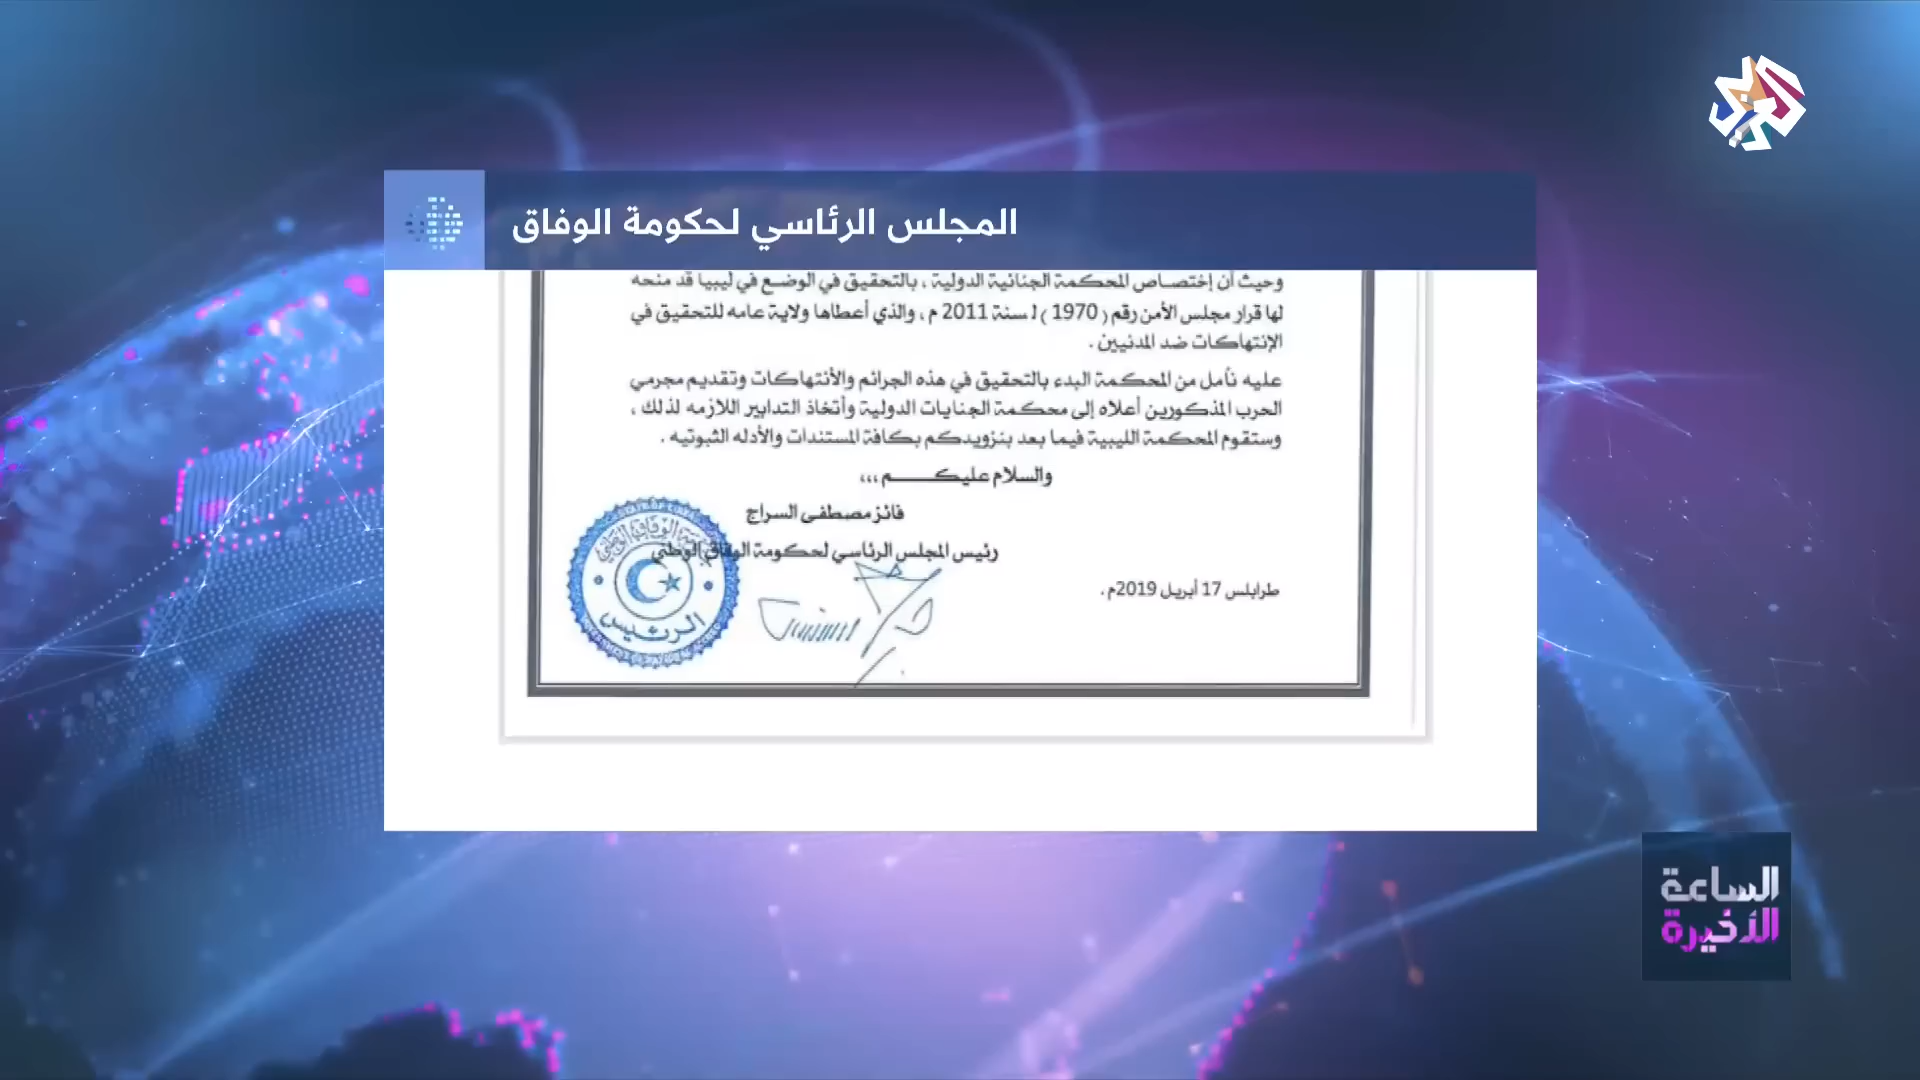 المجلس الرئاسي لحكومة الوفاق
وحيث أن إختصاص المحكمة الجنائية الدولية ، بالتحقيق في الوضع في ليبيا قد منحه
لها قرار مجلس الأمن رقم ( 1970 ) لسنة 2011 م ، والذي أعطاها ولاية عامه للتحقيق في
الإنتهاكات ضد المدنيين .
عليه نأمل من المحكمة البدء بالتحقيق في هذه الجرائم والأنتهاكات وتقديم مجرمي
الحرب المذكورين أعلاه إلى محكمة الجنايات الدولية وأتخاذ التدابير اللازمه لذلك ،
وستقوم المحكمة الليبية فيما بعد بتزويدكم بكافة المستندات والأدله الثبوتيه .
والسلام عليكـــــم ،،،
فائز مصطفى السراج
رئيس المجلس الرئاسي لحكومة الوفاق الوطني
طرابلس 17 أبريل 2019م .
الرئيس
الساعة
الأخيرة